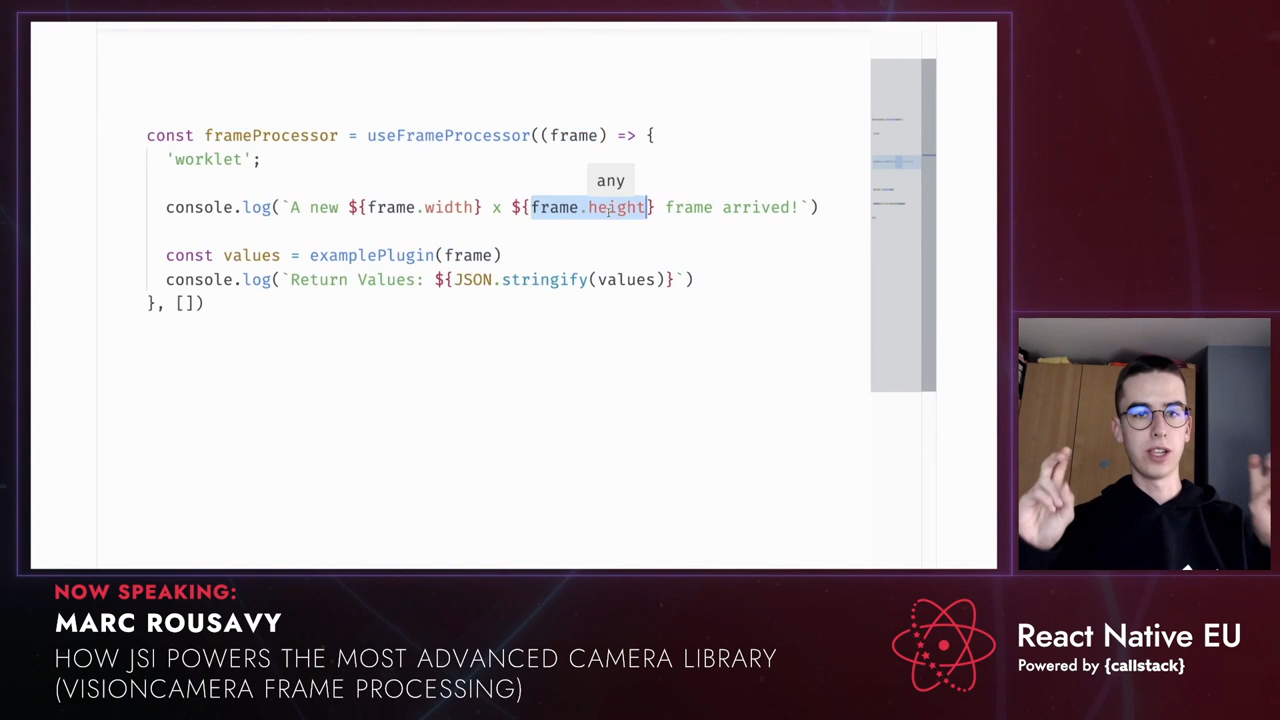 const frameProcessor = useFrameProcessor((frame) => {
'worklet';
any
console.log(`A new ${frame.width} x ${frame.height} frame arrived!`)
const values = examplePlugin(frame)
console.log(`Return Values: ${JSON.stringify(values)}`)
}, [])
NOW SPEAKING:
MARC ROUSAVY
HOW JSI POWERS THE MOST ADVANCED CAMERA LIBRARY
(VISIONCAMERA FRAME PROCESSING)
React Native EU
Powered by {callstack}